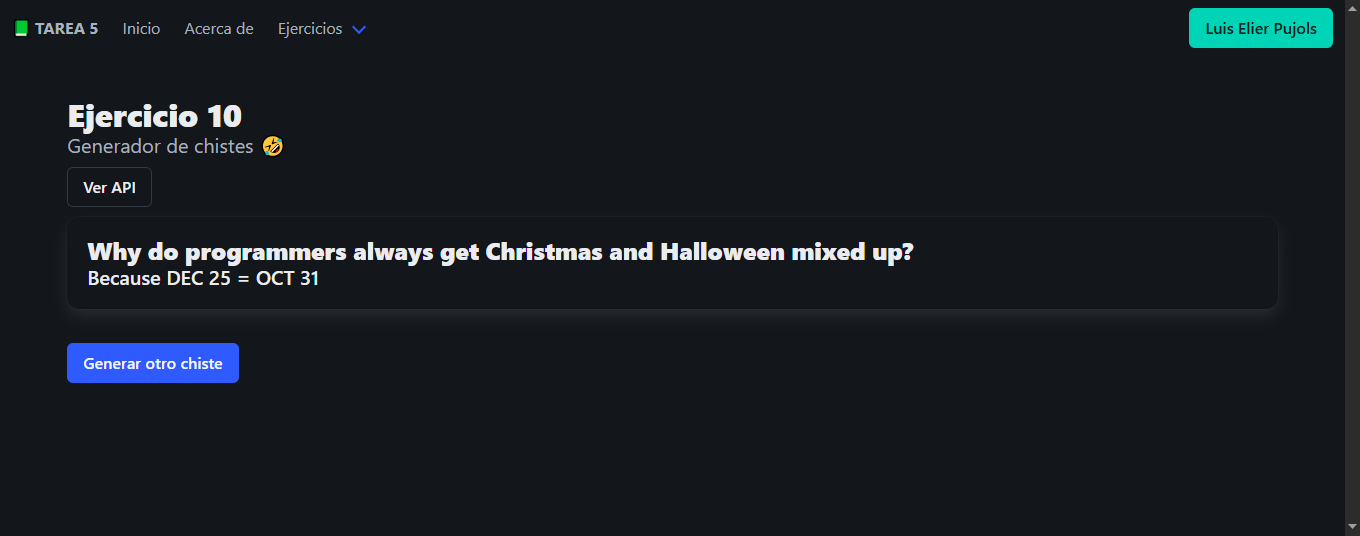 TAREA 5 Inicio Acerca de Ejercicios Luis Elier Pujols
Ejercicio 10
Generador de chistes 🤣
Ver API
Why do programmers always get Christmas and Halloween mixed up?
Because DEC 25 = OCT 31
Generar otro chiste